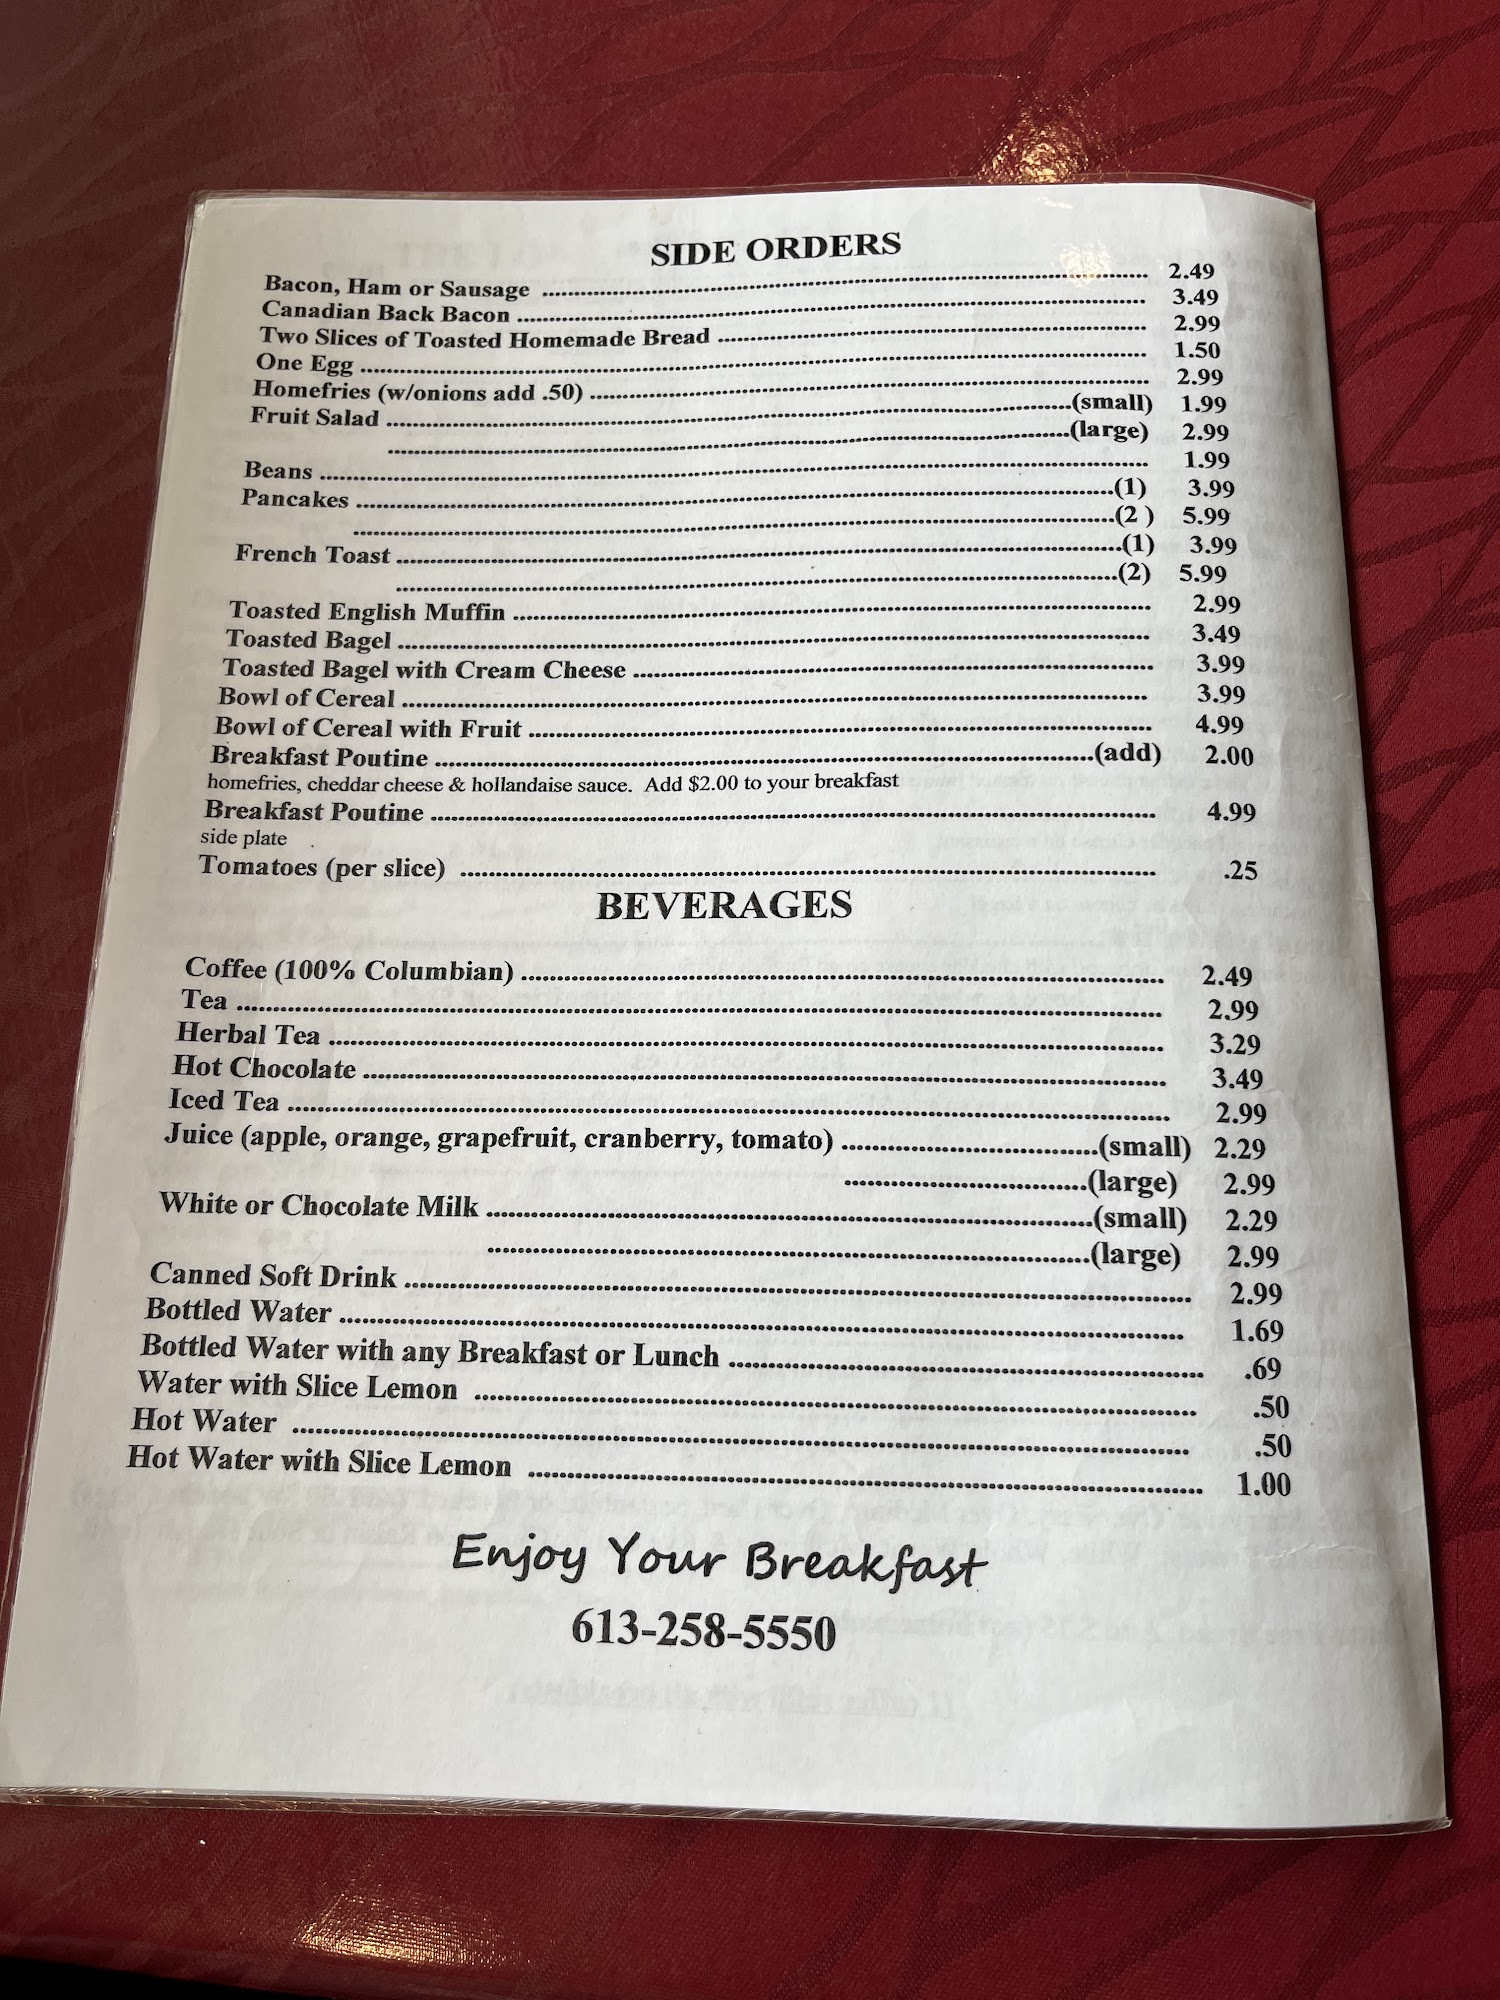 SIDE ORDERS
Bacon, Ham or Sausage ........ 2.49
Canadian Back Bacon ........ 3.49
Two Slices of Toasted Homemade Bread ........ 2.99
One Egg ........ 1.50
Homefries (w/onions add .50) ........ 2.99
Fruit Salad ........(small) 1.99
........(large) 2.99
Beans ........ 1.99
Pancakes ........(1) 3.99
........(2 ) 5.99
French Toast ........(1) 3.99
........(2) 5.99
Toasted English Muffin ........ 2.99
Toasted Bagel ........ 3.49
Toasted Bagel with Cream Cheese ........ 3.99
Bowl of Cereal ........ 3.99
Bowl of Cereal with Fruit ........ 4.99
Breakfast Poutine ........(add) 2.00
homefries, cheddar cheese & hollandaise sauce. Add $2.00 to your breakfast
Breakfast Poutine ........ 4.99
side plate
Tomatoes (per slice) ........ .25
BEVERAGES
Coffee (100% Columbian) ........ 2.49
Tea ........ 2.99
Herbal Tea ........ 3.29
Hot Chocolate ........ 3.49
Iced Tea ........ 2.99
Juice (apple, orange, grapefruit, cranberry, tomato) ........(small) 2.29
........(large) 2.99
White or Chocolate Milk ........(small) 2.29
........(large) 2.99
Canned Soft Drink ........ 2.99
Bottled Water ........ 1.69
Bottled Water with any Breakfast or Lunch ........ .69
Water with Slice Lemon ........ .50
Hot Water ........ .50
Hot Water with Slice Lemon ........ 1.00
Enjoy Your Breakfast
613-258-5550